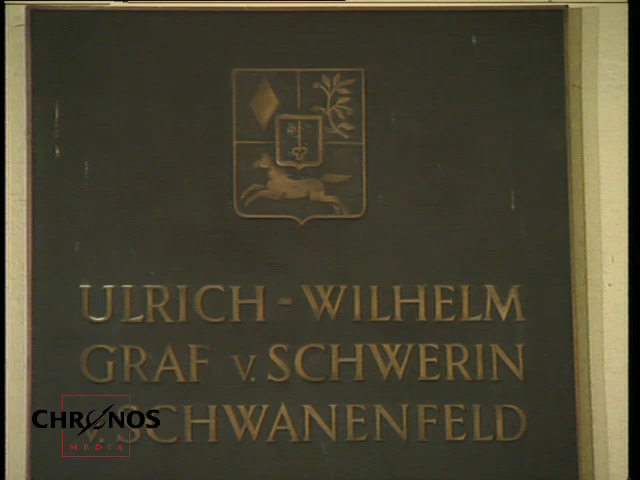 ULRICH-WILHELM
GRAF v. SCHWERIN
v. SCHWANENFELD
CHRONOS
MEDIA